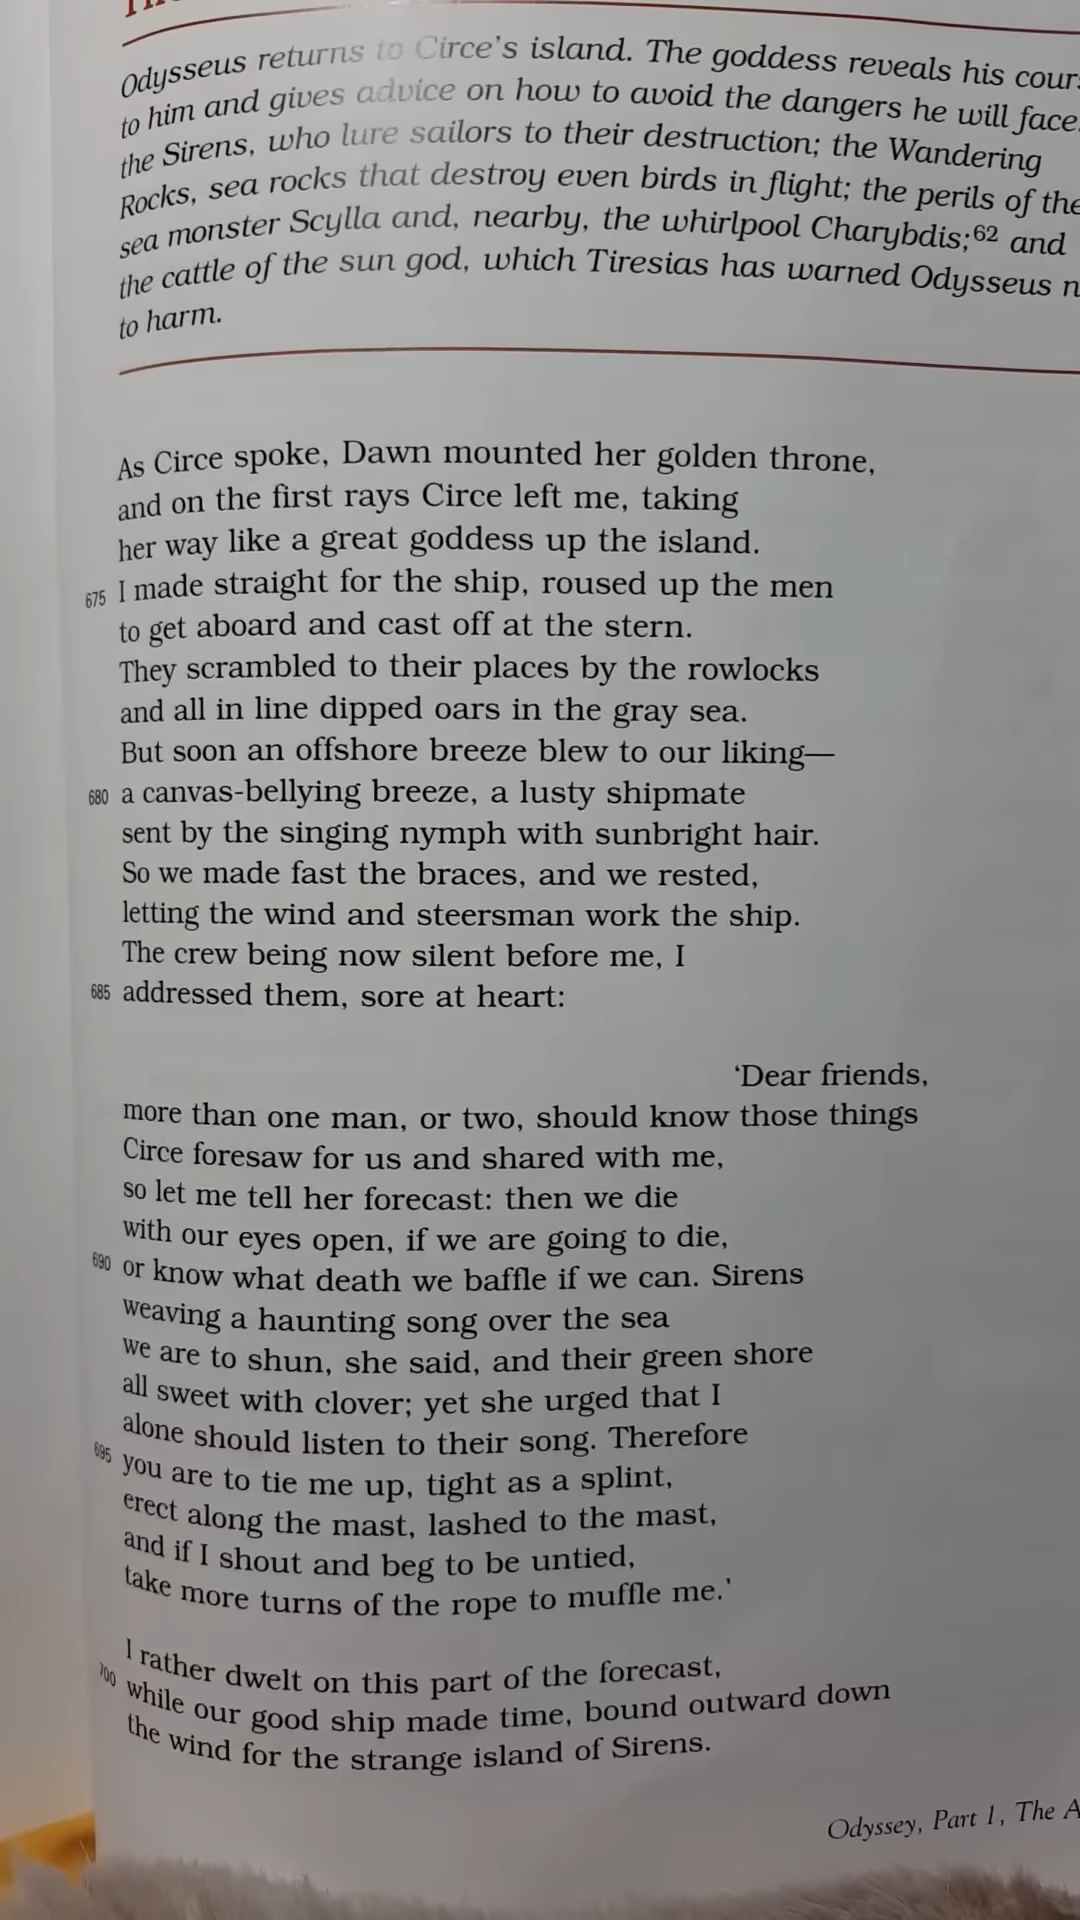 Odysseus returns to Circe's island. The goddess reveals his
to him and gives advice on how to avoid the dangers he will face
the Sirens, who lure sailors to their destruction; the Wandering
Rocks, sea rocks that destroy even birds in flight; the perils of the
sea monster Scylla and, nearby, the whirlpool Charybdis;62 and
the cattle of the sun god, which Tiresias has warned Odysseus
to harm.
As Circe spoke, Dawn mounted her golden throne,
and on the first rays Circe left me, taking
her way like a great goddess up the island.
675 I made straight for the ship, roused up the men
to get aboard and cast off at the stern.
They scrambled to their places by the rowlocks
and all in line dipped oars in the gray sea.
But soon an offshore breeze blew to our liking—
680 a canvas-bellying breeze, a lusty shipmate
sent by the singing nymph with sunbright hair.
So we made fast the braces, and we rested,
letting the wind and steersman work the ship.
The crew being now silent before me, I
685 addressed them, sore at heart:
‘Dear friends,
more than one man, or two, should know those things
Circe foresaw for us and shared with me,
so let me tell her forecast: then we die
with our eyes open, if we are going to die,
690 or know what death we baffle if we can. Sirens
weaving a haunting song over the sea
we are to shun, she said, and their green shore
all sweet with clover; yet she urged that I
alone should listen to their song. Therefore
695 you are to tie me up, tight as a splint,
erect along the mast, lashed to the mast,
and if I shout and beg to be untied,
take more turns of the rope to muffle me.’
I rather dwelt on this part of the forecast,
700 while our good ship made time, bound outward down
the wind for the strange island of Sirens.
Odyssey, Part 1, The A